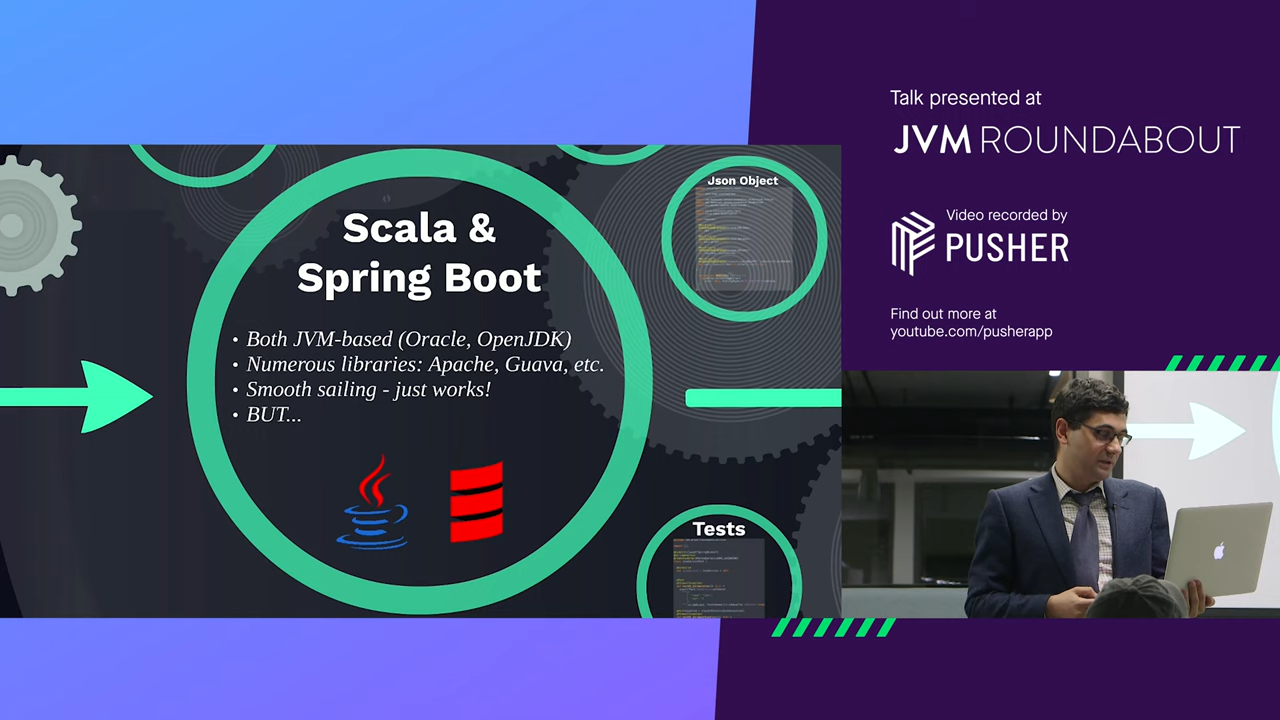 Scala &
Spring Boot
• Both JVM-based (Oracle, OpenJDK)
• Numerous libraries: Apache, Guava, etc.
• Smooth sailing - just works!
• BUT...
Json Object
Tests
Talk presented at
JVM ROUNDABOUT
Video recorded by
PUSHER
Find out more at
youtube.com/pusherapp